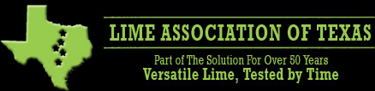 LIME ASSOCIATION OF TEXAS
Part of The Solution For Over 50 Years
Versatile Lime, Tested by Time